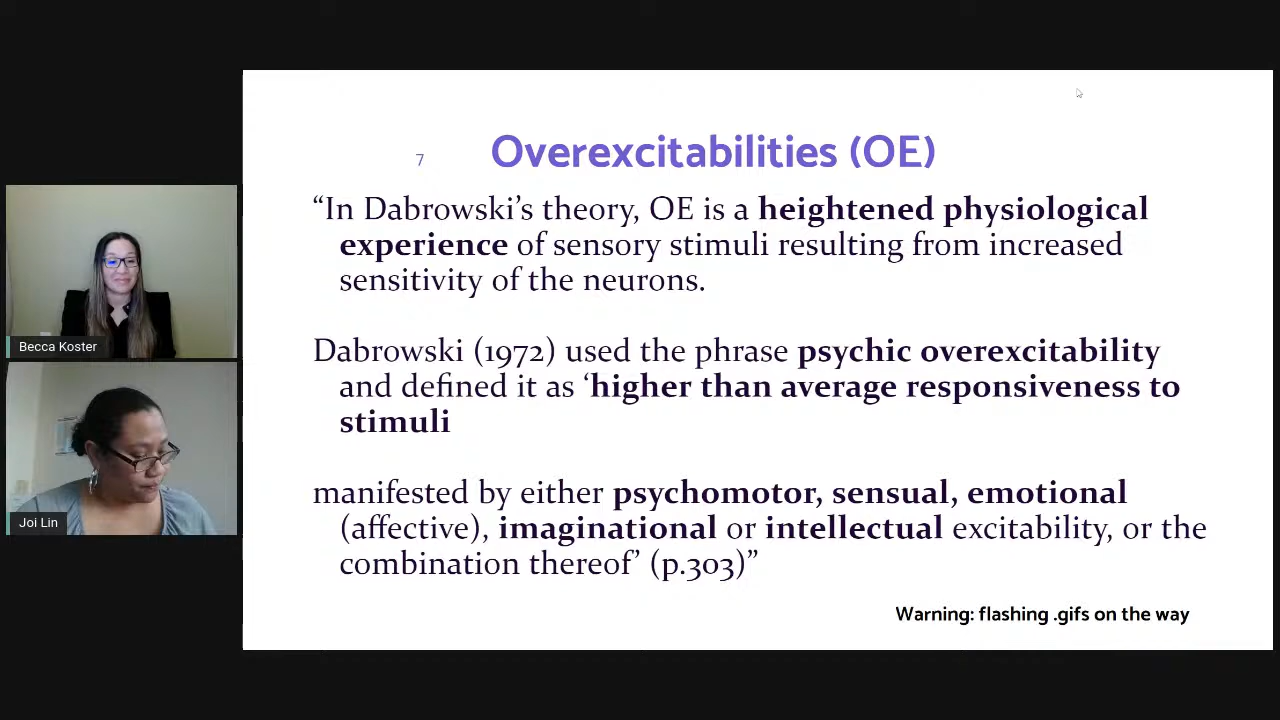 7
Overexcitabilities (OE)
“In Dabrowski’s theory, OE is a heightened physiological
experience of sensory stimuli resulting from increased
sensitivity of the neurons.
Dabrowski (1972) used the phrase psychic overexcitability
and defined it as ‘higher than average responsiveness to
stimuli
manifested by either psychomotor, sensual, emotional
(affective), imaginational or intellectual excitability, or the
combination thereof’ (p.303)”
Warning: flashing .gifs on the way
Becca Koster
Joi Lin